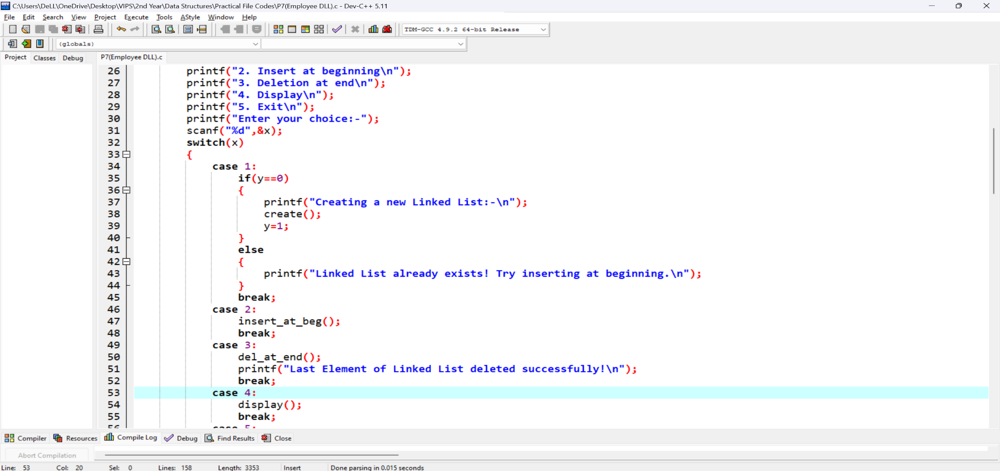 C:\Users\DeLL\OneDrive\Desktop\VIPS\2nd Year\Data Structures\Practical File Codes\P7(Employee DLL).c - Dev-C++ 5.11
File Edit Search View Project Execute Tools AStyle Window Help
TDM-GCC 4.9.2 64-bit Release
(globals)
Project Classes Debug P7(Employee DLL).c
26 printf("2. Insert at beginning\n");
27 printf("3. Deletion at end\n");
28 printf("4. Display\n");
29 printf("5. Exit\n");
30 printf("Enter your choice:-");
31 scanf("%d",&x);
32 switch(x)
33 {
34 case 1:
35 if(y==0)
36 {
37 printf("Creating a new Linked List:-\n");
38 create();
39 y=1;
40 }
41 else
42 {
43 printf("Linked List already exists! Try inserting at beginning.\n");
44 }
45 break;
46 case 2:
47 insert_at_beg();
48 break;
49 case 3:
50 del_at_end();
51 printf("Last Element of Linked List deleted successfully!\n");
52 break;
53 case 4:
54 display();
55 break;
56 case 5:
Compiler Resources Compile Log Debug Find Results Close
Abort Compilation
Line: 53 Col: 20 Sel: 0 Lines: 158 Length: 3353 Insert Done parsing in 0.015 seconds